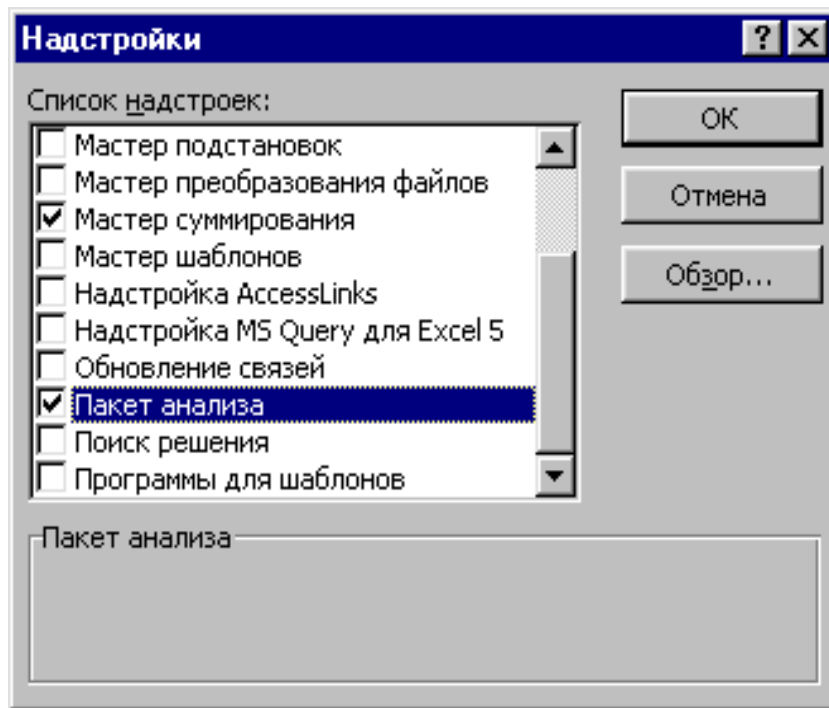 Надстройки
Список надстроек:
Мастер подстановок
Мастер преобразования файлов
Мастер суммирования
Мастер шаблонов
Надстройка AccessLinks
Надстройка MS Query для Excel 5
Обновление связей
Пакет анализа
Поиск решения
Программы для шаблонов
OK
Отмена
Обзор...
Пакет анализа